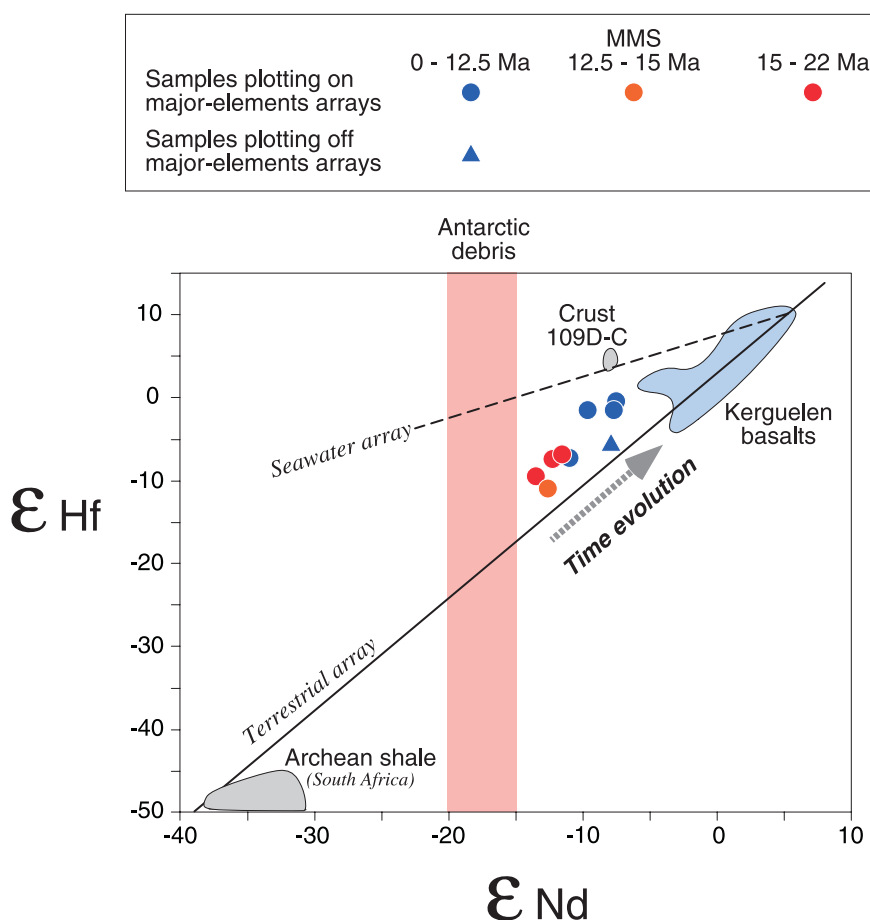 MMS
0 - 12.5 Ma 12.5 - 15 Ma 15 - 22 Ma
Samples plotting on
major-elements arrays
Samples plotting off
major-elements arrays
Antarctic
debris
Crust
109D-C
Kerguelen
basalts
Seawater array
Time evolution
Terrestrial array
Archean shale
(South Africa)
ε Hf
10
0
-10
-20
-30
-40
-50
-40 -30 -20 -10 0 10
ε Nd